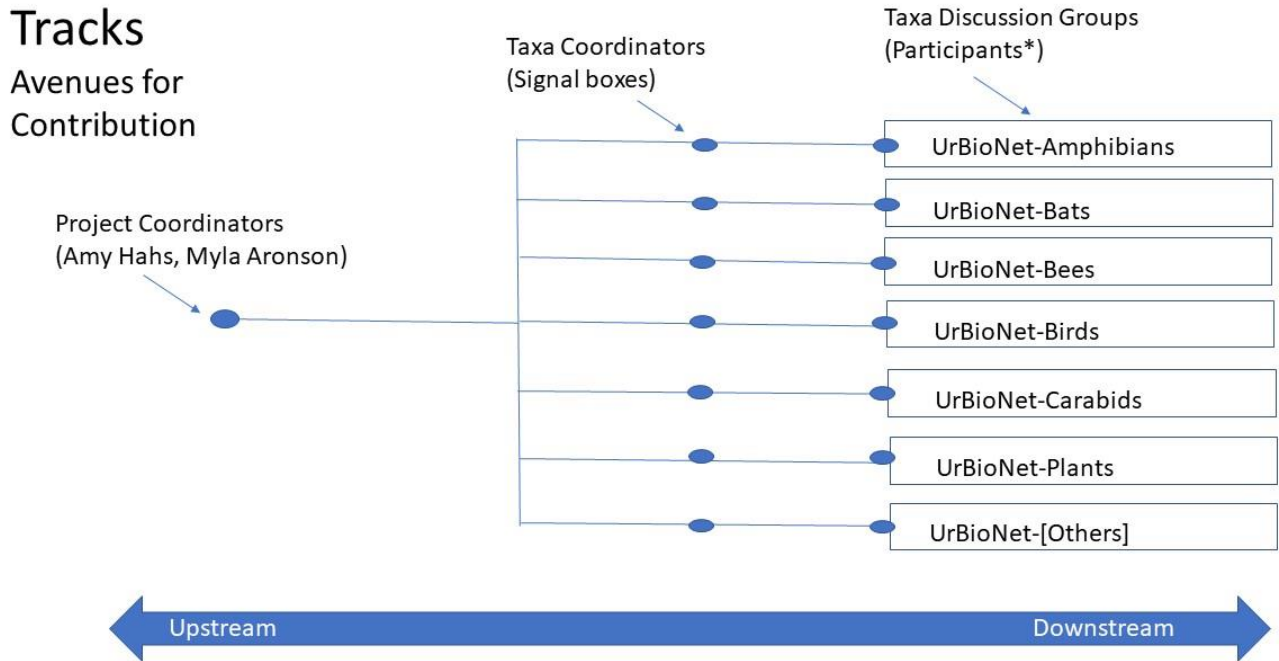 Tracks
Avenues for
Contribution
Taxa Coordinators
(Signal boxes)
Taxa Discussion Groups
(Participants*)
Project Coordinators
(Amy Hahs, Myla Aronson)
UrBioNet-Amphibians
UrBioNet-Bats
UrBioNet-Bees
UrBioNet-Birds
UrBioNet-Carabids
UrBioNet-Plants
UrBioNet-[Others]
Upstream
Downstream